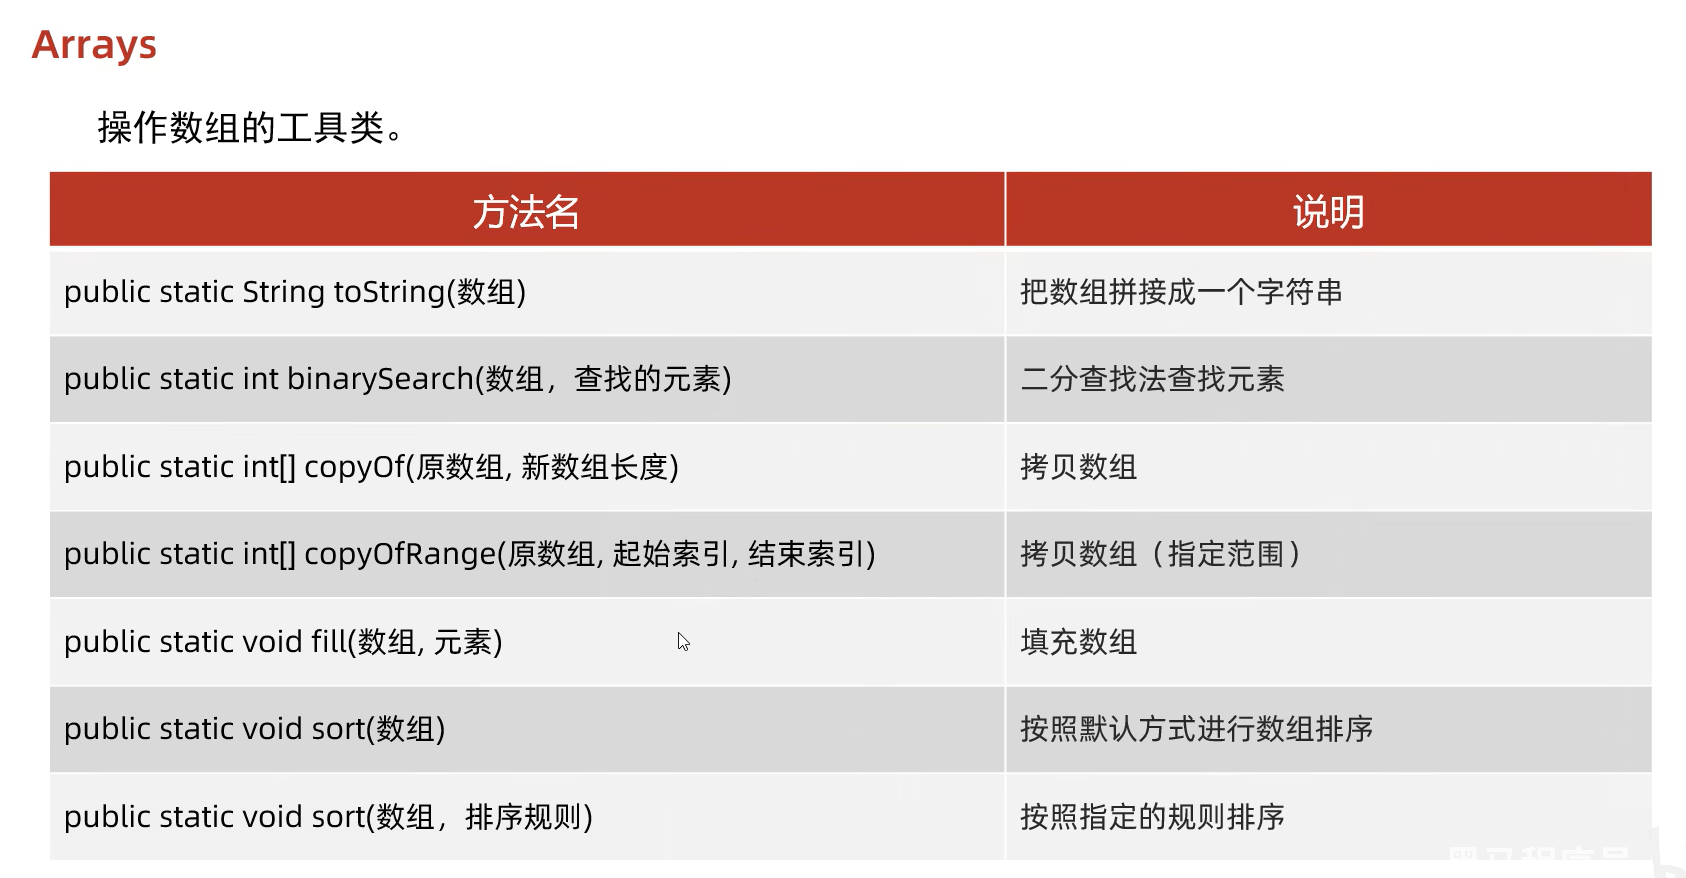 Arrays
操作数组的工具类。
方法名 说明
public static String toString(数组) 把数组拼接成一个字符串
public static int binarySearch(数组，查找的元素) 二分查找法查找元素
public static int[] copyOf(原数组, 新数组长度) 拷贝数组
public static int[] copyOfRange(原数组, 起始索引, 结束索引) 拷贝数组（指定范围）
public static void fill(数组, 元素) 填充数组
public static void sort(数组) 按照默认方式进行数组排序
public static void sort(数组，排序规则) 按照指定的规则排序